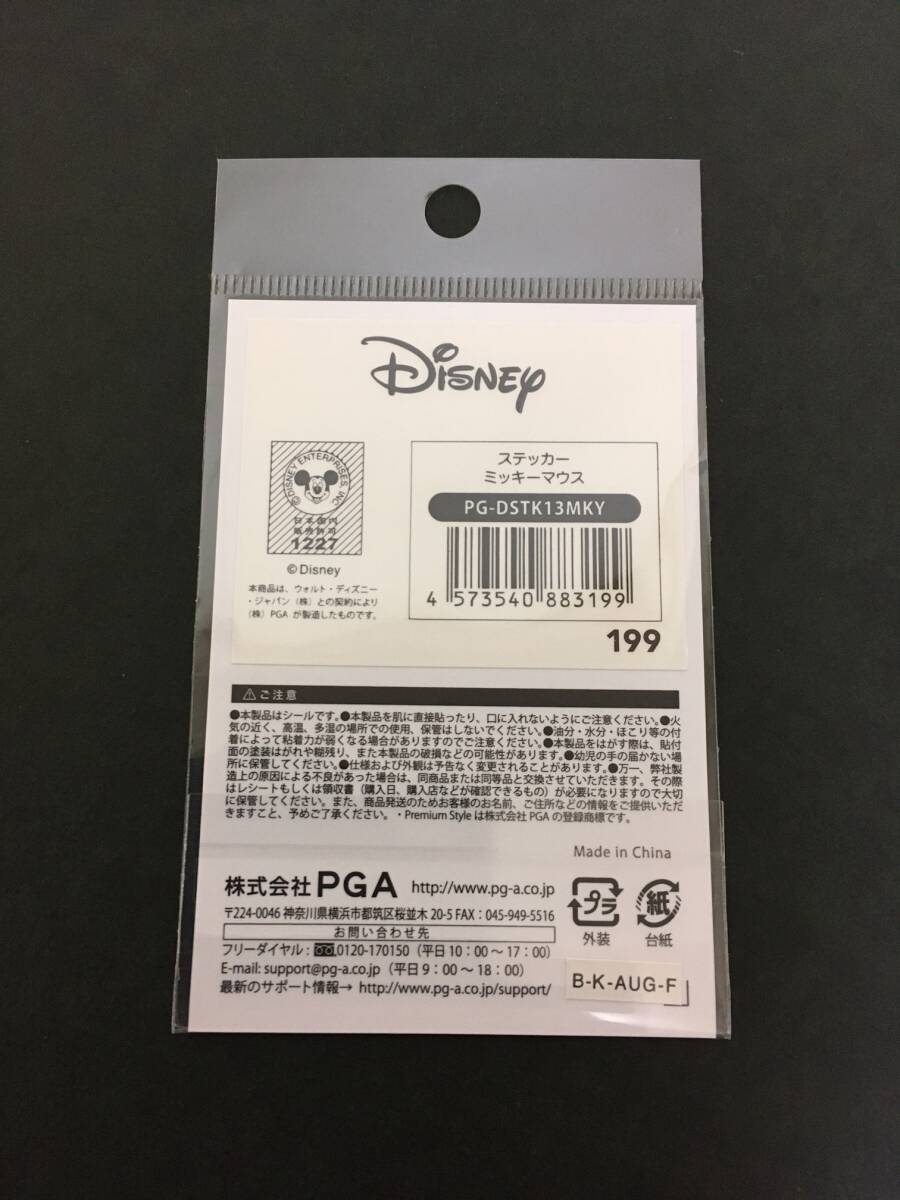 Disney
©DISNEY ENTERPRISES, INC
日本国内
販売許可
1227
©Disney
本商品は、ウォルト・ディズニー
・ジャパン（株）との契約により
（株）PGA が製造したものです。
ステッカー
ミッキーマウス
PG-DSTK13MKY
4 573540 883199
199
⚠ご注意
●本製品はシールです。●本製品を肌に直接貼ったり、口に入れないようにご注意ください。●火
気の近く、高温、多湿の場所での使用、保管はしないでください。●油分・水分・ほこり等の付
着によって粘着力が弱くなる場合がありますのでご注意ください。●本製品をはがす際は、貼付
面の塗装はがれや糊残り、また本製品の破損などの可能性があります。●幼児の手の届かない場
所に保管してください。●仕様および外観は予告なく変更されることがあります。●万一、弊社製
造上の原因による不良があった場合は、同商品または同等品と交換させていただきます。その際
はレシートもしくは領収書（購入日、購入店などが確認できるもの）が必要になりますので大切
に保管してください。また、商品発送のためお客様のお名前、ご住所などの情報をご提供いただ
きますこと、予めご了承ください。・Premium Style は株式会社 PGA の登録商標です。
Made in China
株式会社PGA http://www.pg-a.co.jp
〒224-0046 神奈川県横浜市都筑区桜並木 20-5 FAX：045-949-5516
お問い合わせ先
フリーダイヤル：0120-170150（平日 10：00 〜 17：00）
E-mail: support@pg-a.co.jp（平日 9：00 〜 18：00）
最新のサポート情報→ http://www.pg-a.co.jp/support/
プラ
外装
紙
台紙
B-K-AUG-F